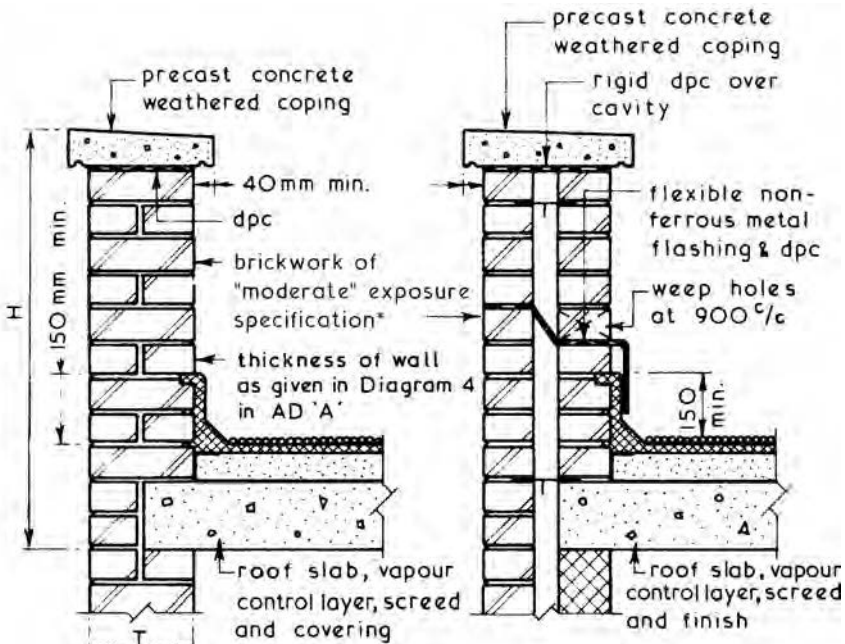 precast concrete
weathered coping
precast concrete
weathered coping
rigid dpc over
cavity
40mm min.
dpc
flexible non-
ferrous metal
flashing & dpc
150mm min
H
brickwork of
"moderate" exposure
specification*
weep holes
at 900 c/c
thickness of wall
as given in Diagram 4
in AD 'A'
150
min.
roof slab, vapour
control layer, screed
and covering
roof slab, vapour
control layer, screed
and finish
T